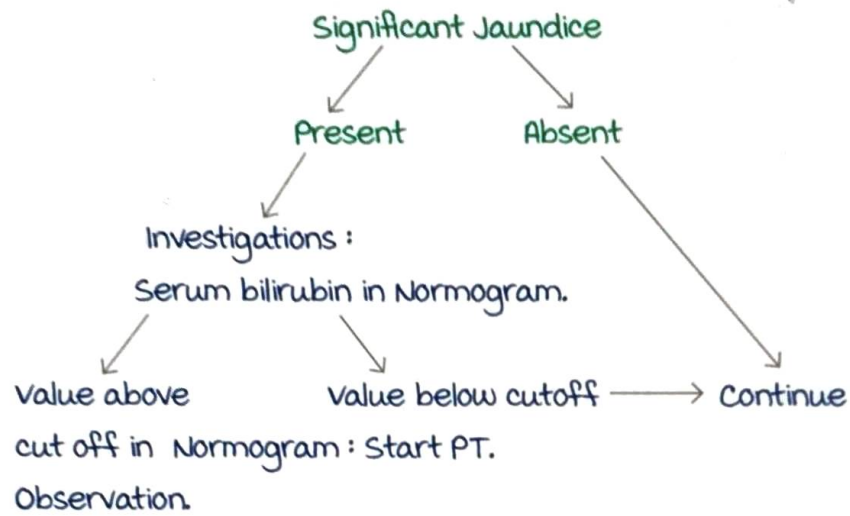 Significant Jaundice
Present
Absent
Investigations :
Serum bilirubin in Normogram.
Value above
Value below cutoff
Continue
cut off in Normogram : Start PT.
Observation.